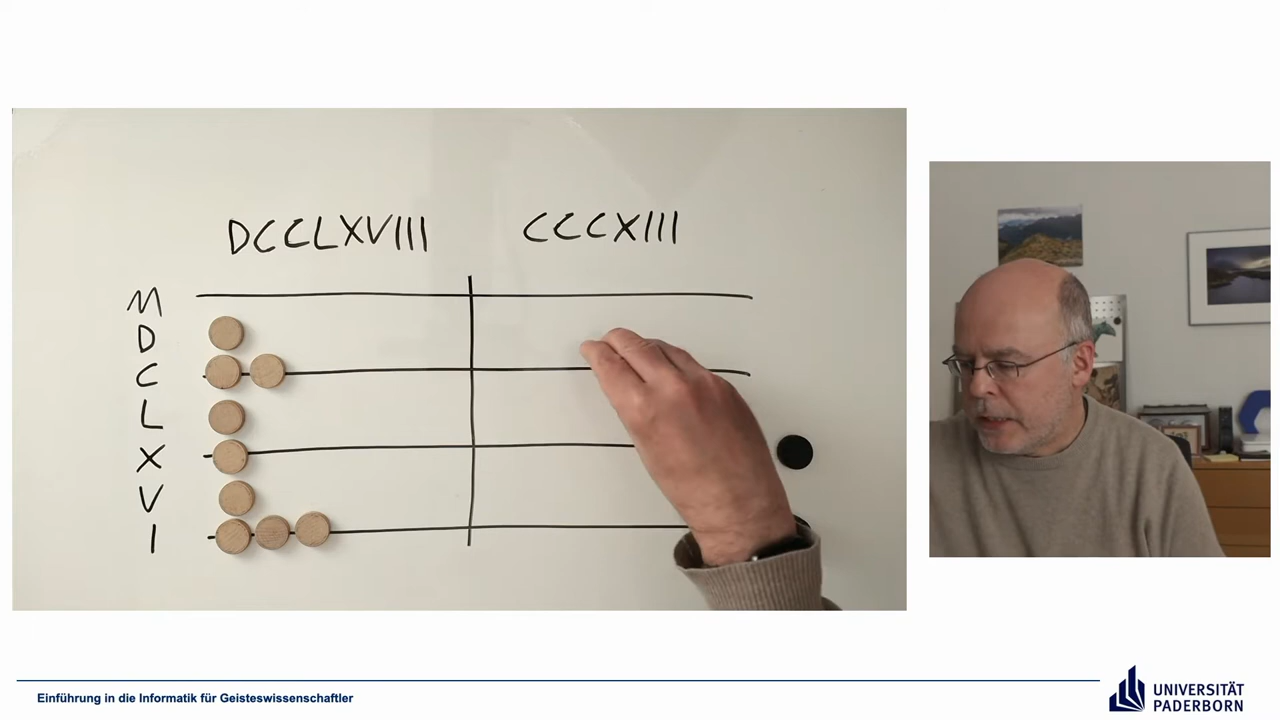 DCCLXVIII CCCXIII
M
D
C
L
X
V
I
Einführung in die Informatik für Geisteswissenschaftler
UNIVERSITÄT
PADERBORN